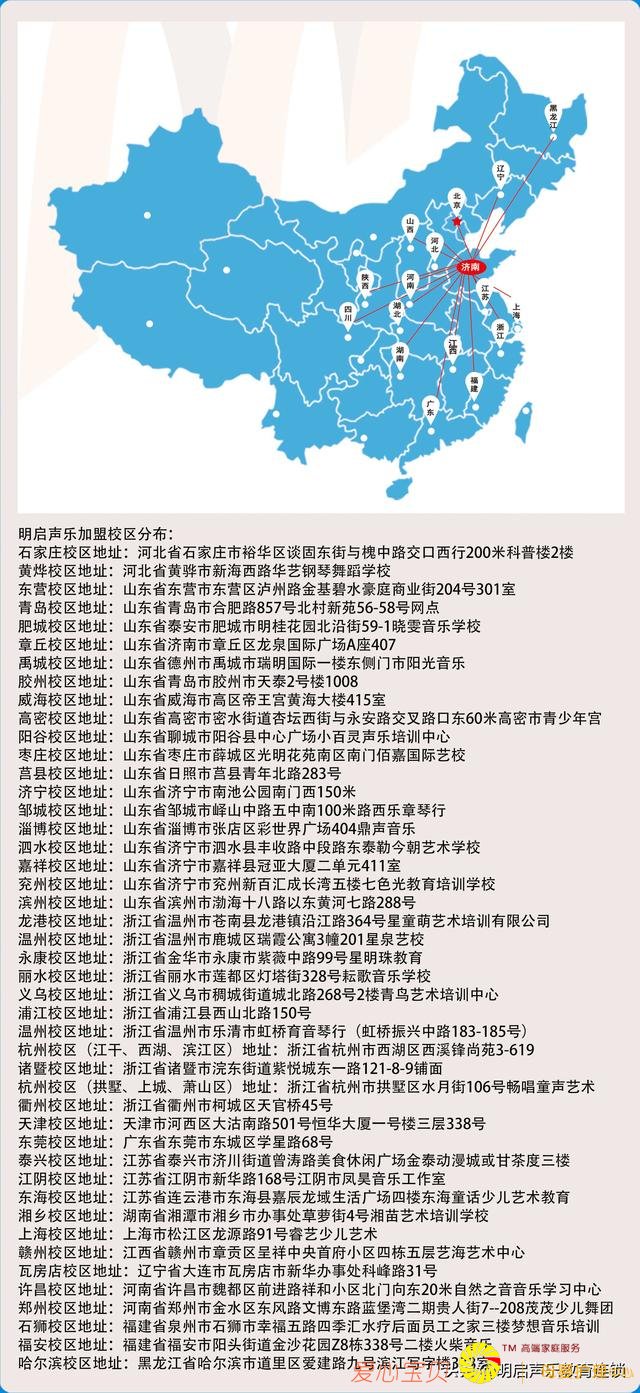 黑龙江
辽宁
北京
山西
河北
济南
陕西
河南
江苏
四川
湖北
上海
浙江
湖南
江西
福建
广东
明启声乐加盟校区分布：
石家庄校区地址：河北省石家庄市裕华区谈固东街与槐中路交口西行200米科普楼2楼
黄烨校区地址：河北省黄骅市新海西路华艺钢琴舞蹈学校
东营校区地址：山东省东营市东营区泸州路金基碧水豪庭商业街204号301室
青岛校区地址：山东省青岛市合肥路857号北村新苑56-58号网点
肥城校区地址：山东省泰安市肥城市明桂花园北沿街59-1晓雯音乐学校
章丘校区地址：山东省济南市章丘区龙泉国际广场A座407
禹城校区地址：山东省德州市禹城市瑞明国际一楼东侧门市阳光音乐
胶州校区地址：山东省青岛市胶州市天泰2号楼1008
威海校区地址：山东省威海市高区帝王宫黄海大楼415室
高密校区地址：山东省高密市密水街道杏坛西街与永安路交叉路口东60米高密市青少年宫
阳谷校区地址：山东省聊城市阳谷县中心广场小百灵声乐培训中心
枣庄校区地址：山东省枣庄市薛城区光明花苑南区南门佰嘉国际艺校
莒县校区地址：山东省日照市莒县青年北路283号
济宁校区地址：山东省济宁市南池公园南门西150米
邹城校区地址：山东省邹城市峄山中路五中南100米路西乐章琴行
淄博校区地址：山东省淄博市张店区彩世界广场404鼎声音乐
泗水校区地址：山东省济宁市泗水县丰收路中段路东泰勒今朝艺术学校
嘉祥校区地址：山东省济宁市嘉祥县冠亚大厦二单元411室
兖州校区地址：山东省济宁市兖州新百汇成长湾五楼七色光教育培训学校
滨州校区地址：山东省滨州市渤海十八路以东黄河七路288号
龙港校区地址：浙江省温州市苍南县龙港镇沿江路364号星童萌艺术培训有限公司
温州校区地址：浙江省温州市鹿城区瑞霞公寓3幢201星泉艺校
永康校区地址：浙江省金华市永康市紫薇中路99号星明珠教育
丽水校区地址：浙江省丽水市莲都区灯塔街328号耘歌音乐学校
义乌校区地址：浙江省义乌市稠城街道城北路268号2楼青鸟艺术培训中心
浦江校区地址：浙江省浦江县西山北路150号
温州校区地址：浙江省温州市乐清市虹桥育音琴行（虹桥振兴中路183-185号）
杭州校区（江干、西湖、滨江区）地址：浙江省杭州市西湖区西溪锋尚苑3-619
诸暨校区地址：浙江省诸暨市浣东街道紫悦城东一路121-8-9铺面
杭州校区（拱墅、上城、萧山区）地址：浙江省杭州市拱墅区水月街106号畅唱童声艺术
衢州校区地址：浙江省衢州市柯城区天官桥45号
天津校区地址：天津市河西区大沽南路501号恒华大厦一号楼三层338号
东莞校区地址：广东省东莞市东城区学星路68号
泰兴校区地址：江苏省泰兴市济川街道曾涛路美食休闲广场金泰动漫城或甘茶度三楼
江阴校区地址：江苏省江阴市新华路168号江阴市凤昊音乐工作室
东海校区地址：江苏省连云港市东海县嘉辰龙域生活广场四楼东海童话少儿艺术教育
湘乡校区地址：湖南省湘潭市湘乡市办事处草萝街4号湘苗艺术培训学校
上海校区地址：上海市松江区龙源路91号睿艺少儿艺术
赣州校区地址：江西省赣州市章贡区呈祥中央首府小区四栋五层艺海艺术中心
瓦房店校区地址：辽宁省大连市瓦房店市新华办事处科峰路31号
许昌校区地址：河南省许昌市魏都区前进路祥和小区北门向东20米自然之音音乐学习中心
郑州校区地址：河南省郑州市金水区东风路文博东路蓝堡湾二期贵人街7--208茂茂少儿舞团
石狮校区地址：福建省泉州市石狮市幸福五路四季汇水疗后面员工之家三楼梦想音乐培训
福安校区地址：福建省福安市阳头街道金沙花园Z8栋338号二楼火柴音乐
哈尔滨校区地址：黑龙江省哈尔滨市道里区爱建路九号滨江写字楼
TM 高端家庭服务
爱心宝贝
明启声乐教育连锁